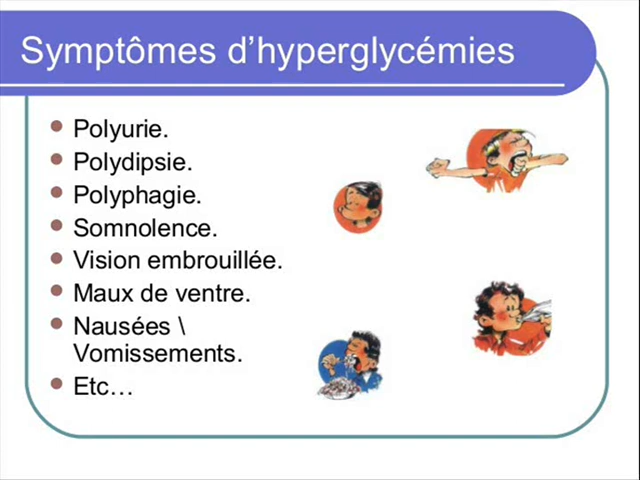 Symptômes d’hyperglycémies
Polyurie.
Polydipsie.
Polyphagie.
Somnolence.
Vision embrouillée.
Maux de ventre.
Nausées \
Vomissements.
Etc…